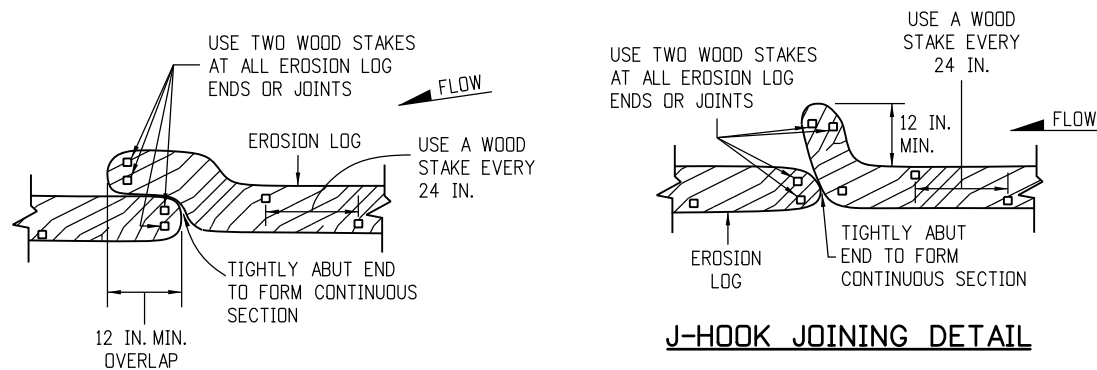 USE TWO WOOD STAKES
AT ALL EROSION LOG
ENDS OR JOINTS
FLOW
EROSION LOG
USE A WOOD
STAKE EVERY
24 IN.
TIGHTLY ABUT END
TO FORM CONTINUOUS
SECTION
12 IN. MIN.
OVERLAP
USE A WOOD
STAKE EVERY
24 IN.
USE TWO WOOD STAKES
AT ALL EROSION LOG
ENDS OR JOINTS
12 IN.
MIN.
FLOW
EROSION
LOG
TIGHTLY ABUT
END TO FORM
CONTINUOUS SECTION
J-HOOK JOINING DETAIL